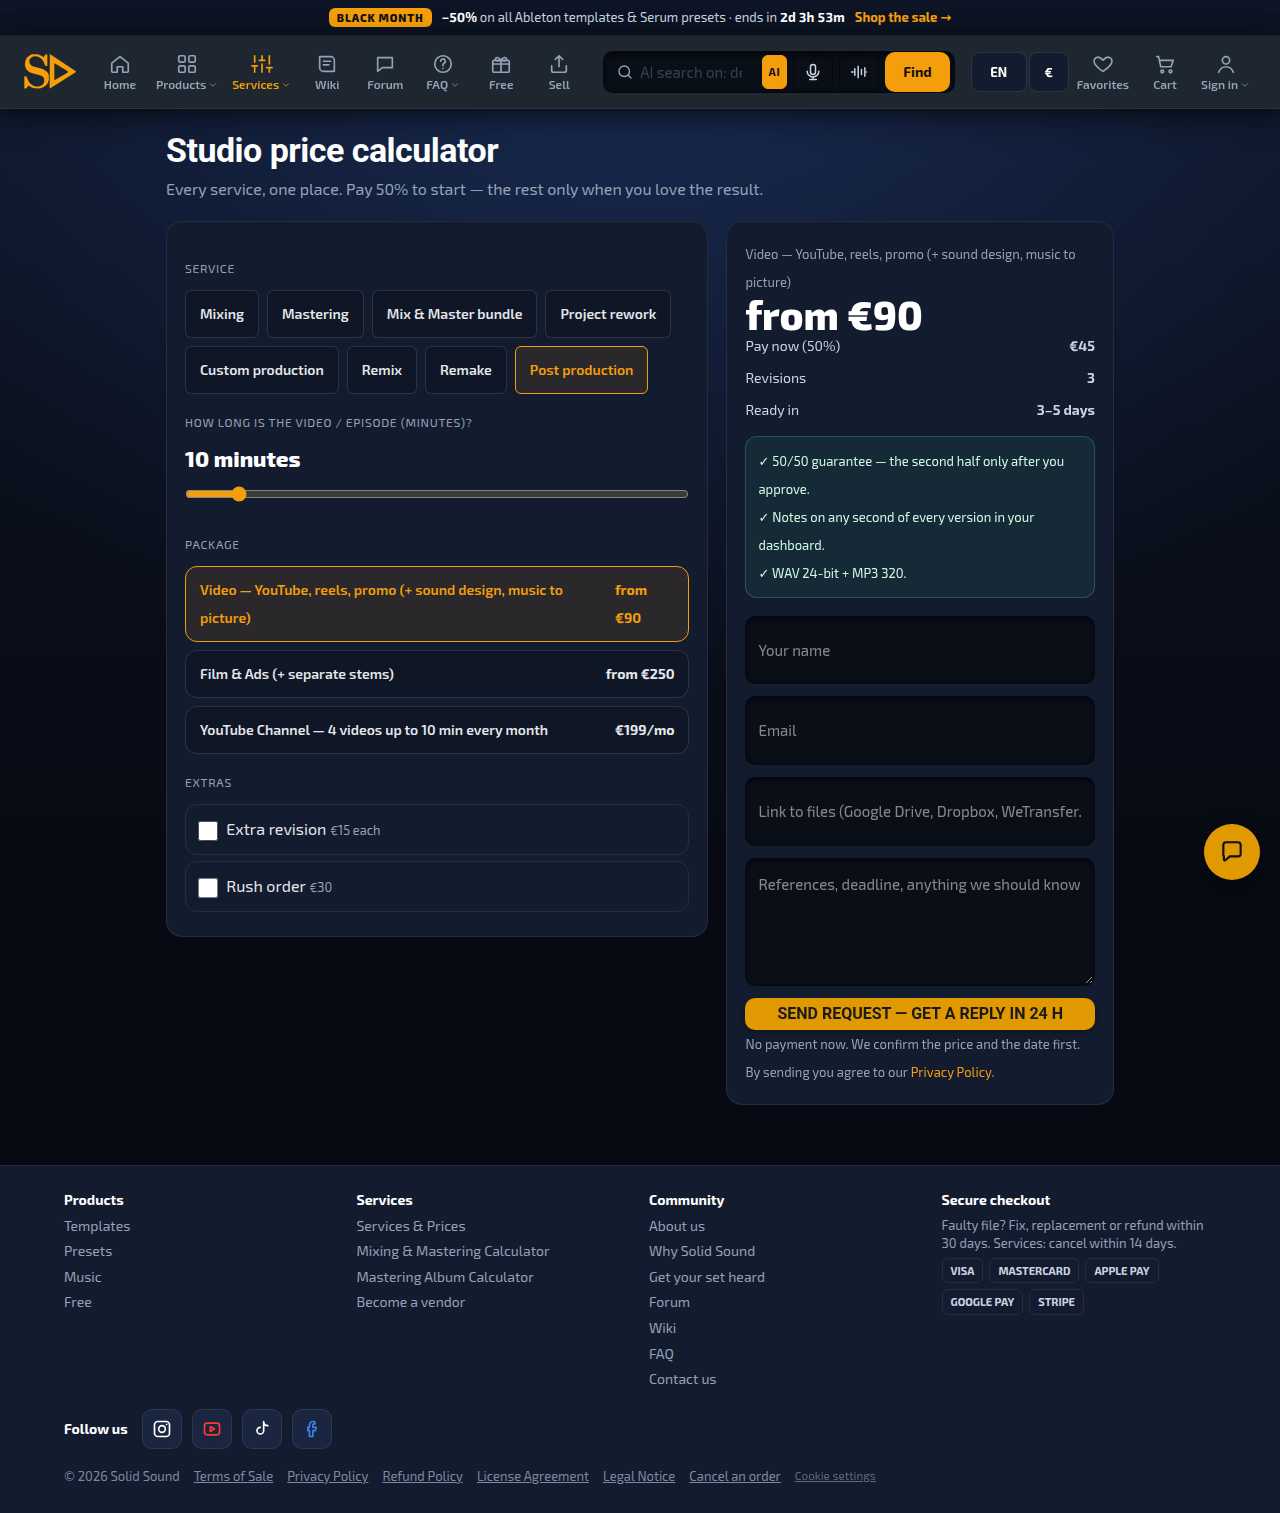 BLACK MONTH −50% on all Ableton templates & Serum presets · ends in 2d 3h 53m Shop the sale →
Home Products Services Wiki Forum FAQ Free Sell AI search on: dr AI Find EN € Favorites Cart Sign in
Studio price calculator
Every service, one place. Pay 50% to start — the rest only when you love the result.
SERVICE
Mixing Mastering Mix & Master bundle Project rework
Custom production Remix Remake Post production
HOW LONG IS THE VIDEO / EPISODE (MINUTES)?
10 minutes
PACKAGE
Video — YouTube, reels, promo (+ sound design, music to picture) from €90
Film & Ads (+ separate stems) from €250
YouTube Channel — 4 videos up to 10 min every month €199/mo
EXTRAS
Extra revision €15 each
Rush order €30
Video — YouTube, reels, promo (+ sound design, music to
picture)
from €90
Pay now (50%) €45
Revisions 3
Ready in 3–5 days
✓ 50/50 guarantee — the second half only after you
approve.
✓ Notes on any second of every version in your
dashboard.
✓ WAV 24-bit + MP3 320.
Your name
Email
Link to files (Google Drive, Dropbox, WeTransfer.
References, deadline, anything we should know
SEND REQUEST — GET A REPLY IN 24 H
No payment now. We confirm the price and the date first.
By sending you agree to our Privacy Policy.
Products
Templates
Presets
Music
Free
Services
Services & Prices
Mixing & Mastering Calculator
Mastering Album Calculator
Become a vendor
Community
About us
Why Solid Sound
Get your set heard
Forum
Wiki
FAQ
Contact us
Secure checkout
Faulty file? Fix, replacement or refund within
30 days. Services: cancel within 14 days.
VISA MASTERCARD APPLE PAY
GOOGLE PAY STRIPE
Follow us
© 2026 Solid Sound Terms of Sale Privacy Policy Refund Policy License Agreement Legal Notice Cancel an order Cookie settings